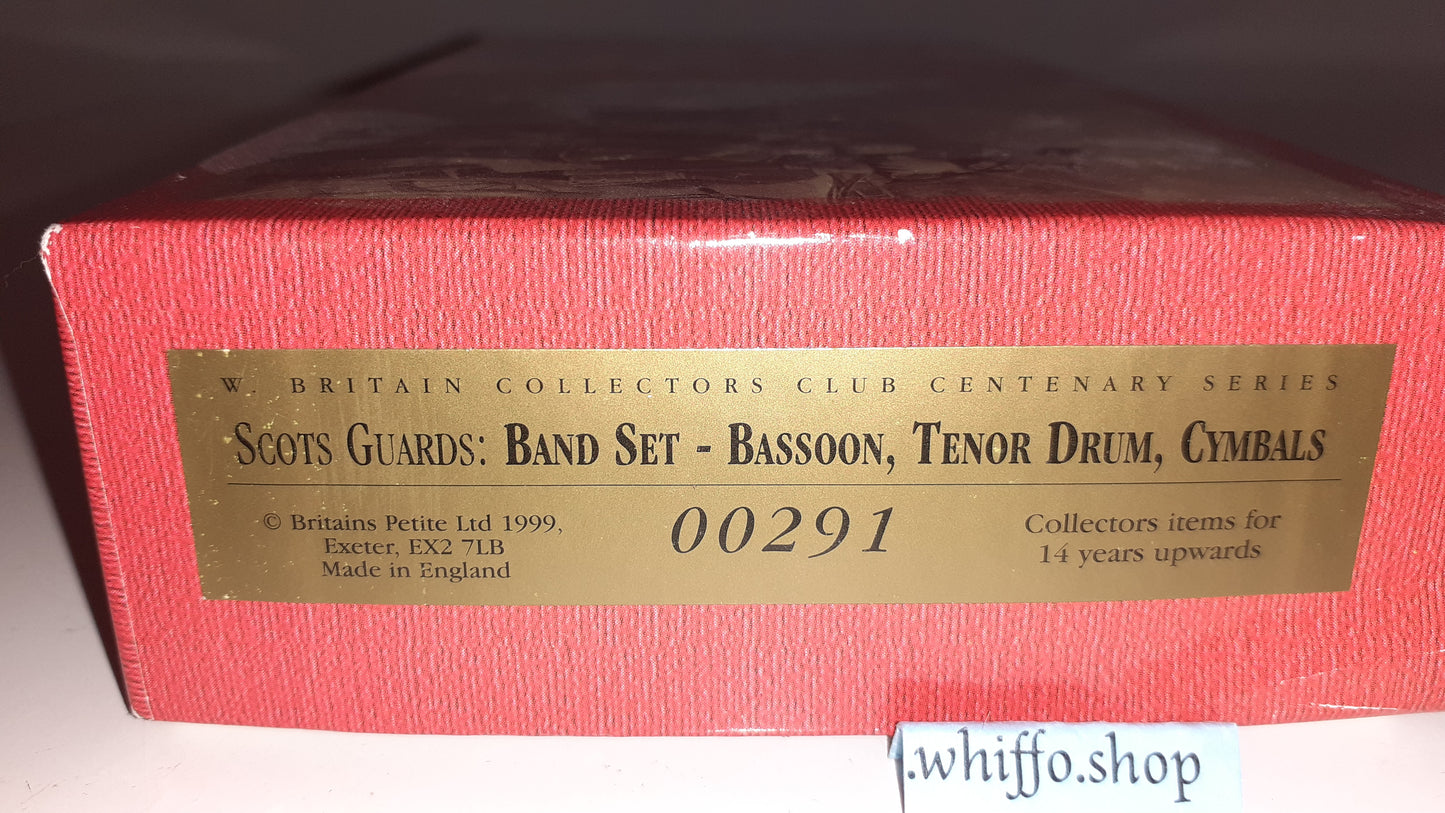 W. BRITAIN COLLECTORS CLUB CENTENARY SERIES
SCOTS GUARDS: BAND SET - BASSOON, TENOR DRUM, CYMBALS
© Britains Petite Ltd 1999,
Exeter, EX2 7LB
Made in England
00291
Collectors items for
14 years upwards
.whiffo.shop